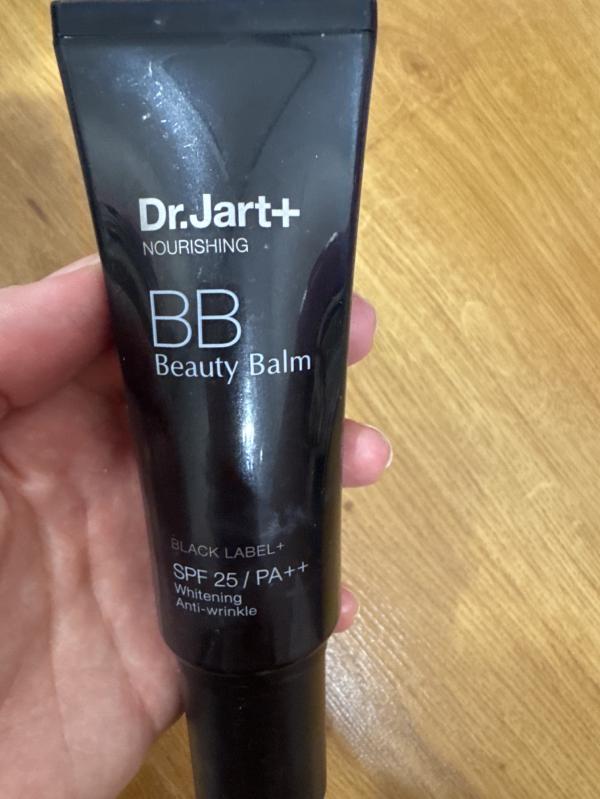 Dr.Jart+
NOURISHING
BB
Beauty Balm
BLACK LABEL+
SPF 25 / PA++
Whitening
Anti-wrinkle